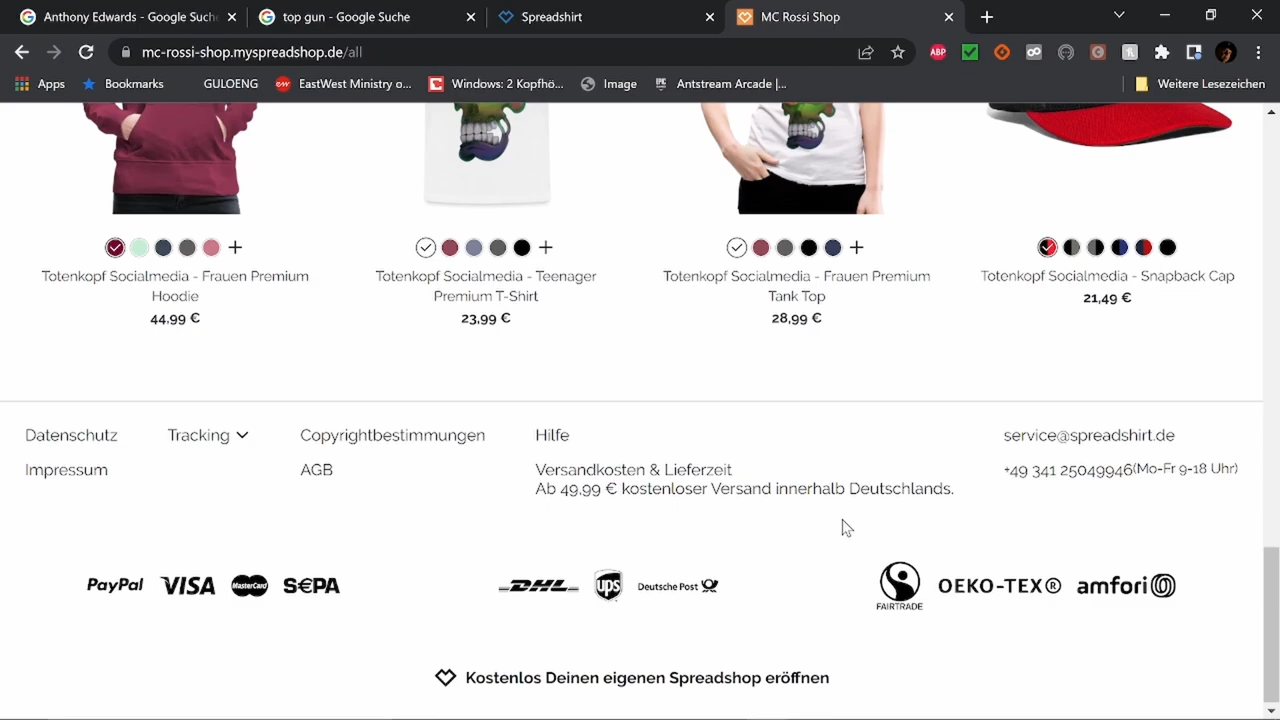 Anthony Edwards - Google Suche
top gun - Google Suche
Spreadshirt
MC Rossi Shop
mc-rossi-shop.myspreadshop.de/all
ABP
Apps
Bookmarks
GULOENG
EastWest Ministry o...
Windows: 2 Kopfhö...
Image
Antstream Arcade |...
Weitere Lesezeichen
Totenkopf Socialmedia - Frauen Premium
Hoodie
44,99 €
Totenkopf Socialmedia - Teenager
Premium T-Shirt
23,99 €
Totenkopf Socialmedia - Frauen Premium
Tank Top
28,99 €
Totenkopf Socialmedia - Snapback Cap
21,49 €
Datenschutz
Tracking
Copyrightbestimmungen
Hilfe
service@spreadshirt.de
Impressum
AGB
Versandkosten & Lieferzeit
Ab 49.99 € kostenloser Versand innerhalb Deutschlands.
+49 341 25049946(Mo-Fr 9-18 Uhr)
PayPal VISA MasterCard S€PA
DHL ups Deutsche Post
FAIRTRADE OEKO-TEX® amfori
Kostenlos Deinen eigenen Spreadshop eröffnen